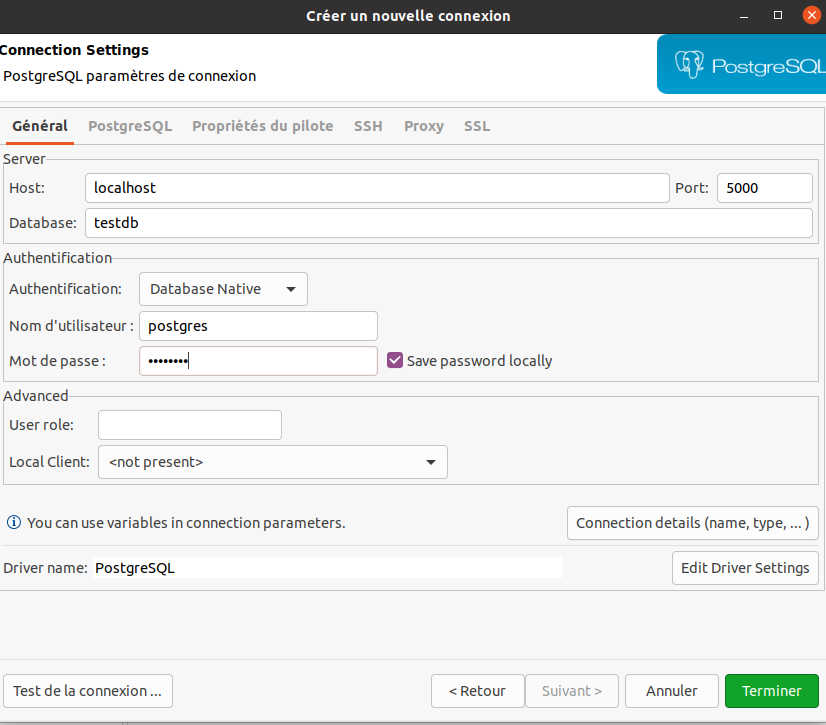 Créer un nouvelle connexion
Connection Settings
PostgreSQL paramètres de connexion
PostgreSQL
Général PostgreSQL Propriétés du pilote SSH Proxy SSL
Server
Host: localhost Port: 5000
Database: testdb
Authentification
Authentification: Database Native
Nom d'utilisateur : postgres
Mot de passe : •••••••• Save password locally
Advanced
User role:
Local Client: <not present>
You can use variables in connection parameters. Connection details (name, type, ... )
Driver name: PostgreSQL Edit Driver Settings
Test de la connexion ... < Retour Suivant > Annuler Terminer